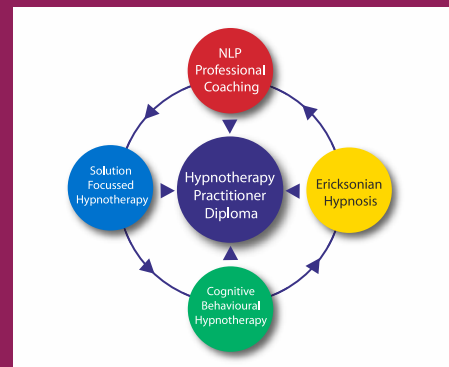 NLP
Professional
Coaching
Solution
Focussed
Hypnotherapy
Hypnotherapy
Practitioner
Diploma
Ericksonian
Hypnosis
Cognitive
Behavioural
Hypnotherapy